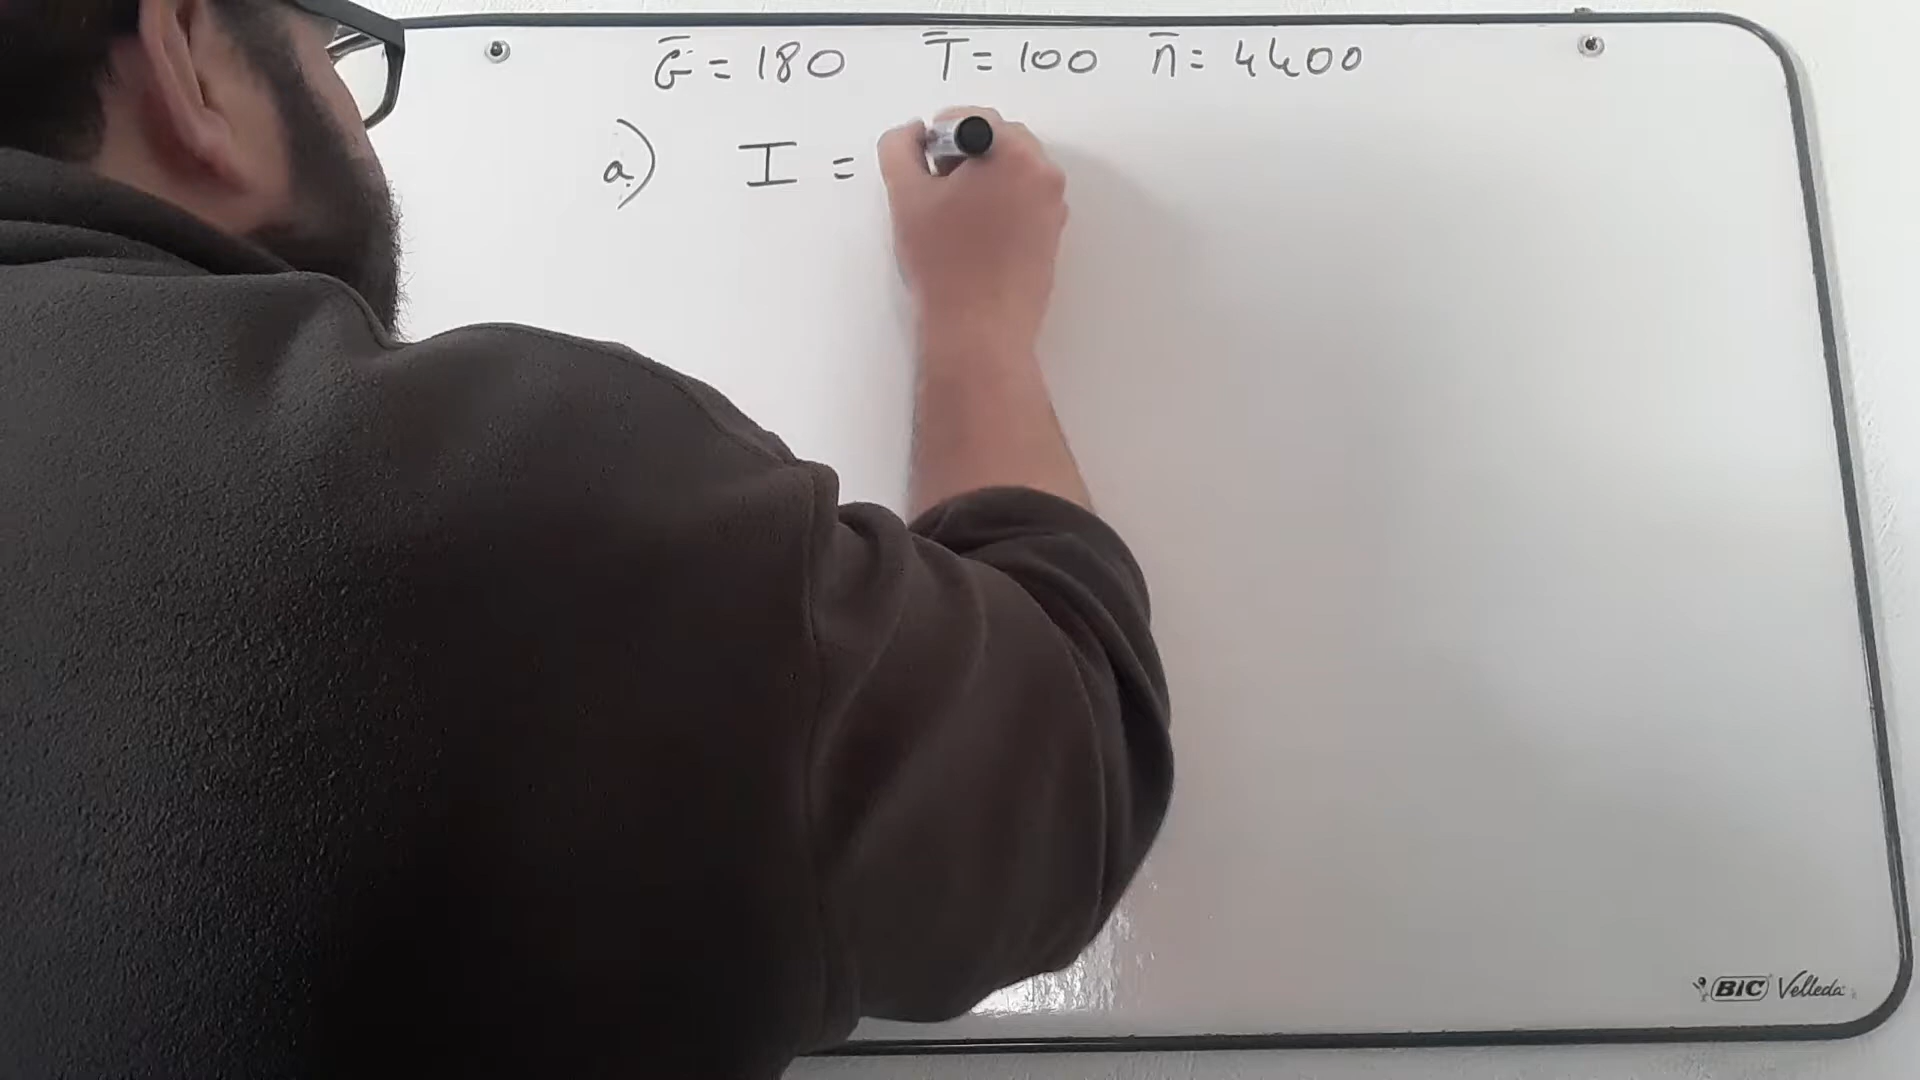 G̅ = 180 T̅ = 100 n̅ = 4400
a) I =
BIC Velleda